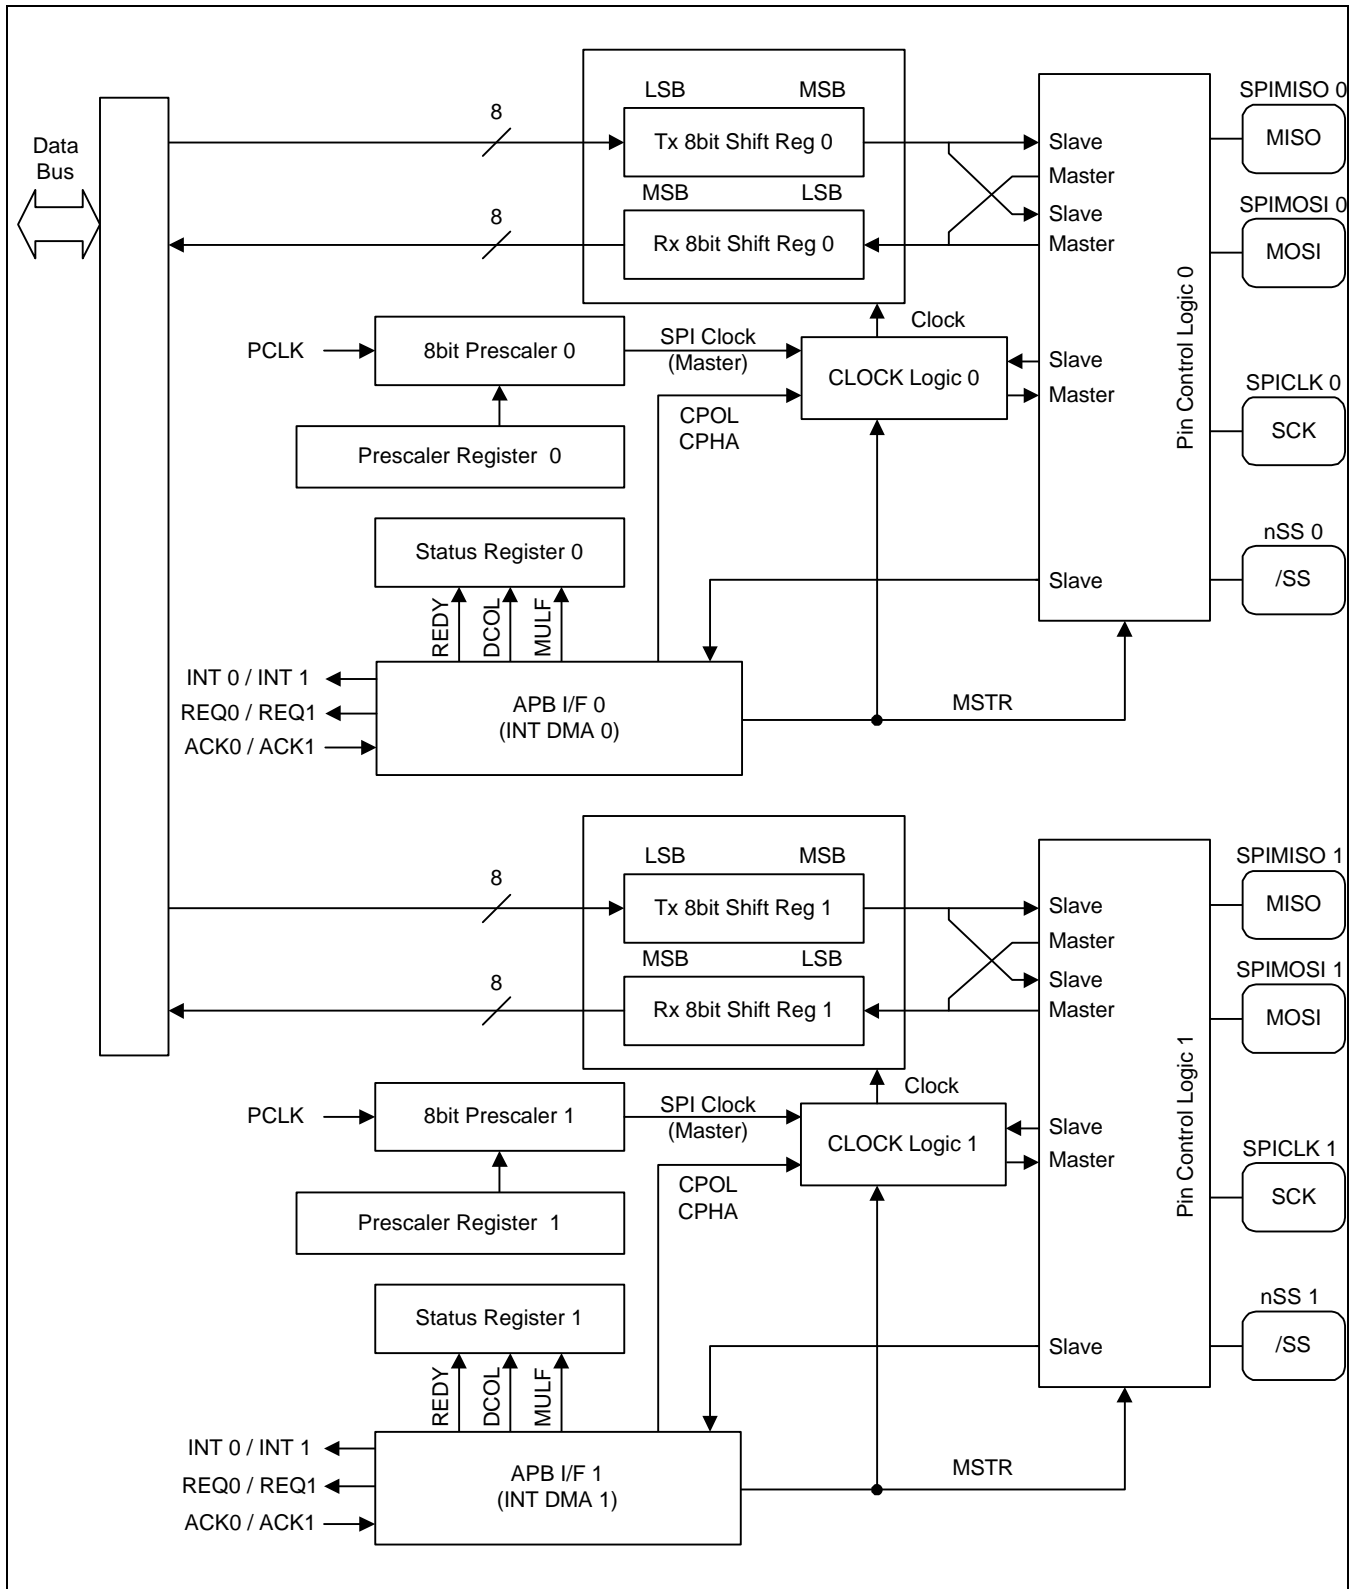 LSB MSB
SPIMISO 0
8
Data
Bus
Tx 8bit Shift Reg 0
Slave
MISO
Master
MSB LSB
SPIMOSI 0
8
Slave
Rx 8bit Shift Reg 0
Master
MOSI
Pin Control Logic 0
Clock
PCLK
8bit Prescaler 0
SPI Clock
(Master)
CLOCK Logic 0
Slave
Master
SPICLK 0
CPOL
CPHA
SCK
Prescaler Register 0
nSS 0
Status Register 0
Slave
/SS
REDY
DCOL
MULF
INT 0 / INT 1
REQ0 / REQ1
ACK0 / ACK1
APB I/F 0
(INT DMA 0)
MSTR
LSB MSB
SPIMISO 1
8
Tx 8bit Shift Reg 1
Slave
MISO
Master
MSB LSB
SPIMOSI 1
8
Slave
Rx 8bit Shift Reg 1
Master
MOSI
Pin Control Logic 1
Clock
PCLK
8bit Prescaler 1
SPI Clock
(Master)
CLOCK Logic 1
Slave
Master
SPICLK 1
CPOL
CPHA
SCK
Prescaler Register 1
nSS 1
Status Register 1
Slave
/SS
REDY
DCOL
MULF
INT 0 / INT 1
REQ0 / REQ1
ACK0 / ACK1
APB I/F 1
(INT DMA 1)
MSTR